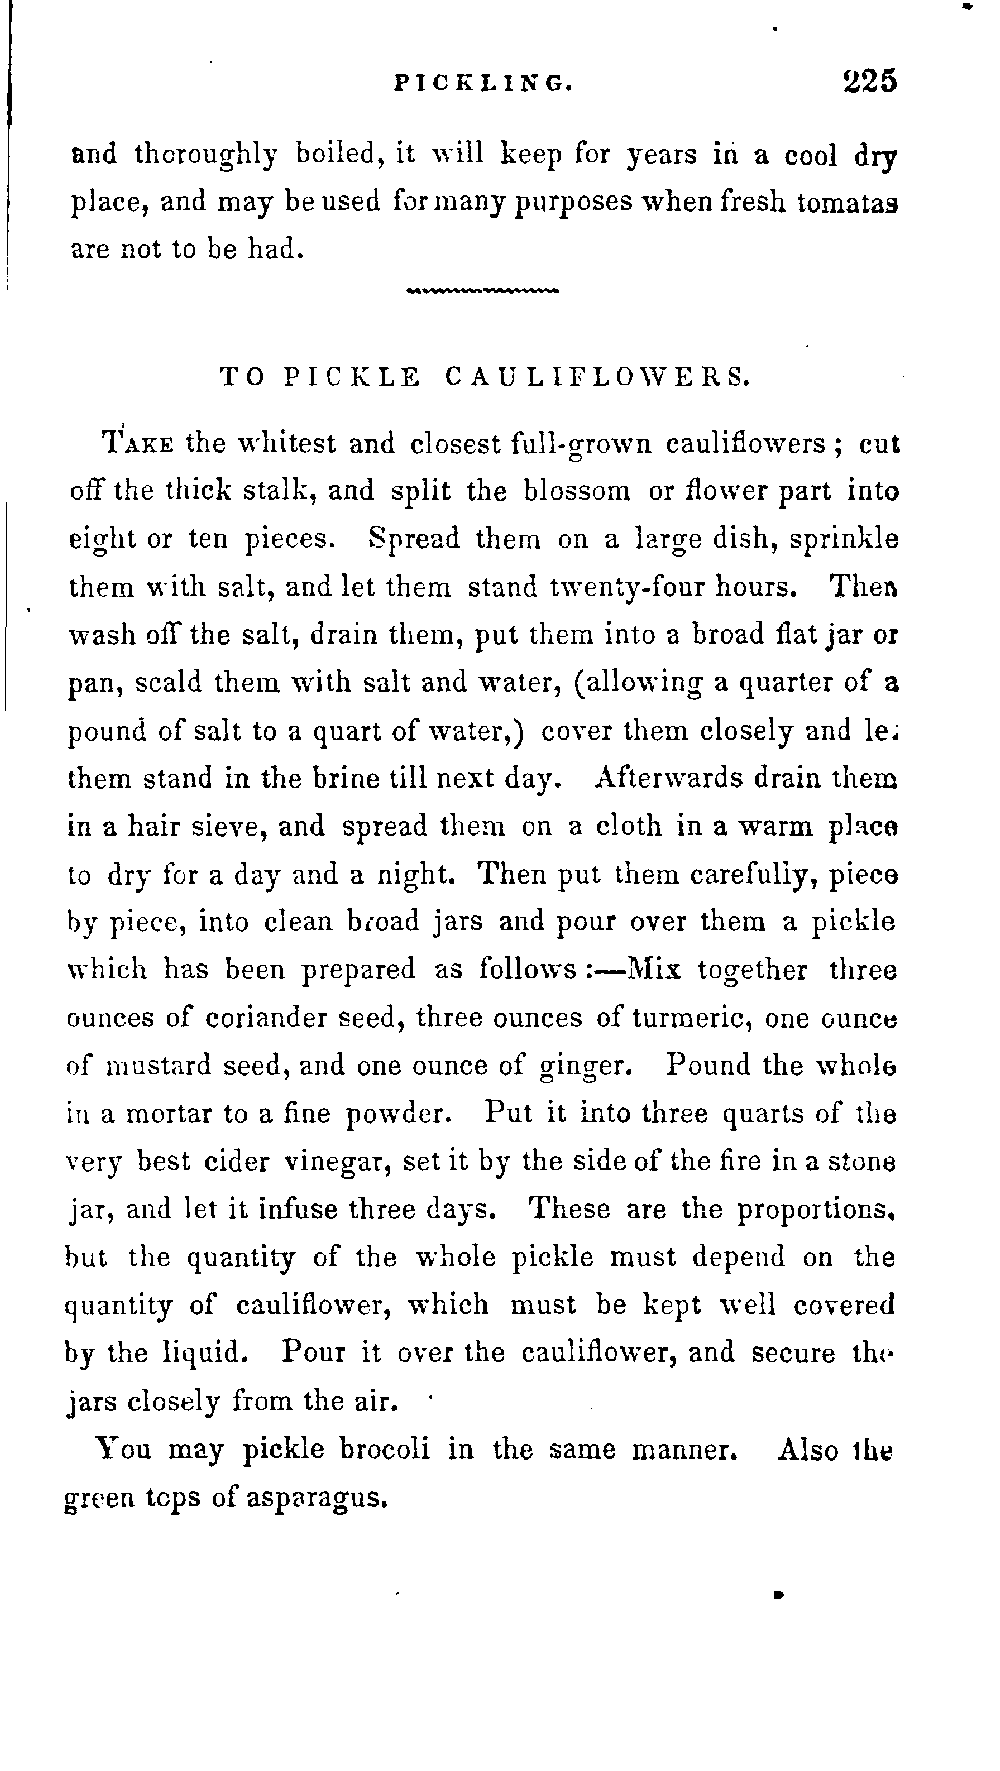 PICKLING. 225
and thoroughly boiled, it will keep for years in a cool dry
place, and may be used for many purposes when fresh tomatas
are not to be had.
TO PICKLE CAULIFLOWERS.
TAKE the whitest and closest full-grown cauliflowers; cut
off the thick stalk, and split the blossom or flower part into
eight or ten pieces. Spread them on a large dish, sprinkle
them with salt, and let them stand twenty-four hours. Then
wash off the salt, drain them, put them into a broad flat jar or
pan, scald them with salt and water, (allowing a quarter of a
pound of salt to a quart of water,) cover them closely and let
them stand in the brine till next day. Afterwards drain them
in a hair sieve, and spread them on a cloth in a warm place
to dry for a day and a night. Then put them carefully, piece
by piece, into clean broad jars and pour over them a pickle
which has been prepared as follows:—Mix together three
ounces of coriander seed, three ounces of turmeric, one ounce
of mustard seed, and one ounce of ginger. Pound the whole
in a mortar to a fine powder. Put it into three quarts of the
very best cider vinegar, set it by the side of the fire in a stone
jar, and let it infuse three days. These are the proportions,
but the quantity of the whole pickle must depend on the
quantity of cauliflower, which must be kept well covered
by the liquid. Pour it over the cauliflower, and secure the
jars closely from the air.
You may pickle brocoli in the same manner. Also the
green tops of asparagus.